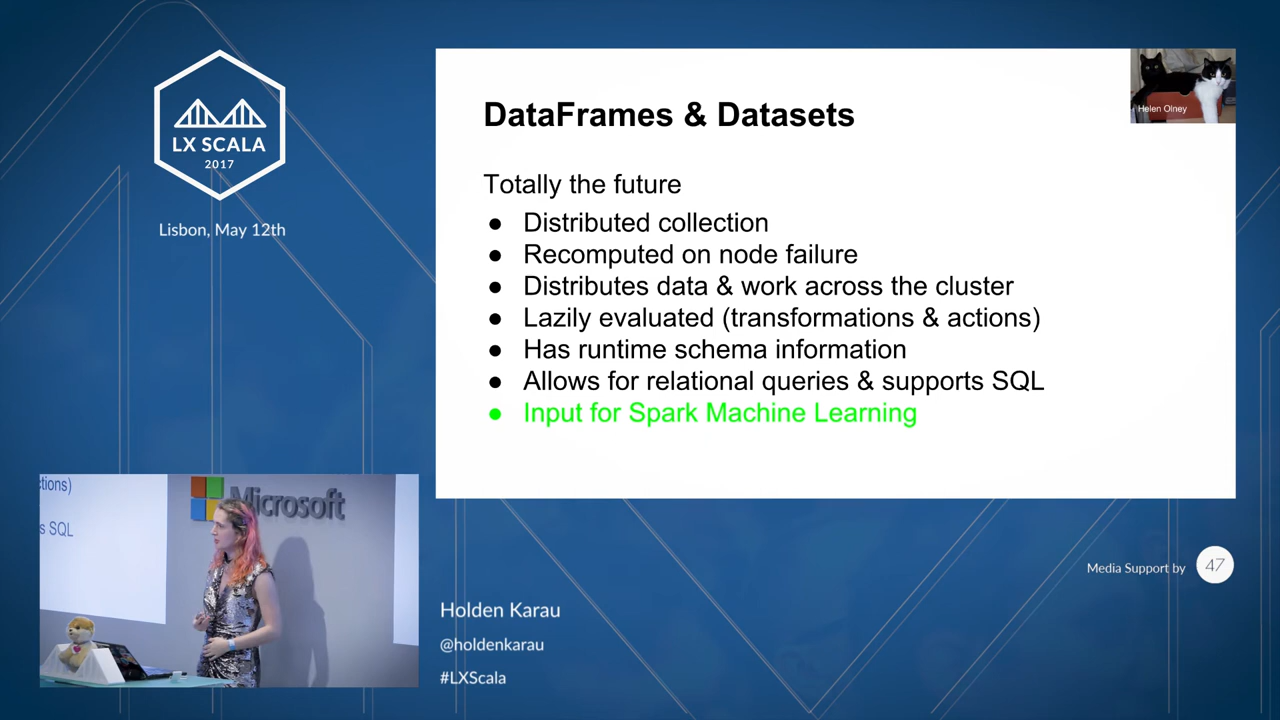 LX SCALA
2017
Lisbon, May 12th
DataFrames & Datasets
Helen Olney
Totally the future
● Distributed collection
● Recomputed on node failure
● Distributes data & work across the cluster
● Lazily evaluated (transformations & actions)
● Has runtime schema information
● Allows for relational queries & supports SQL
● Input for Spark Machine Learning
tions)
s SQL
Microsoft
Holden Karau
@holdenkarau
#LXScala
Media Support by
47